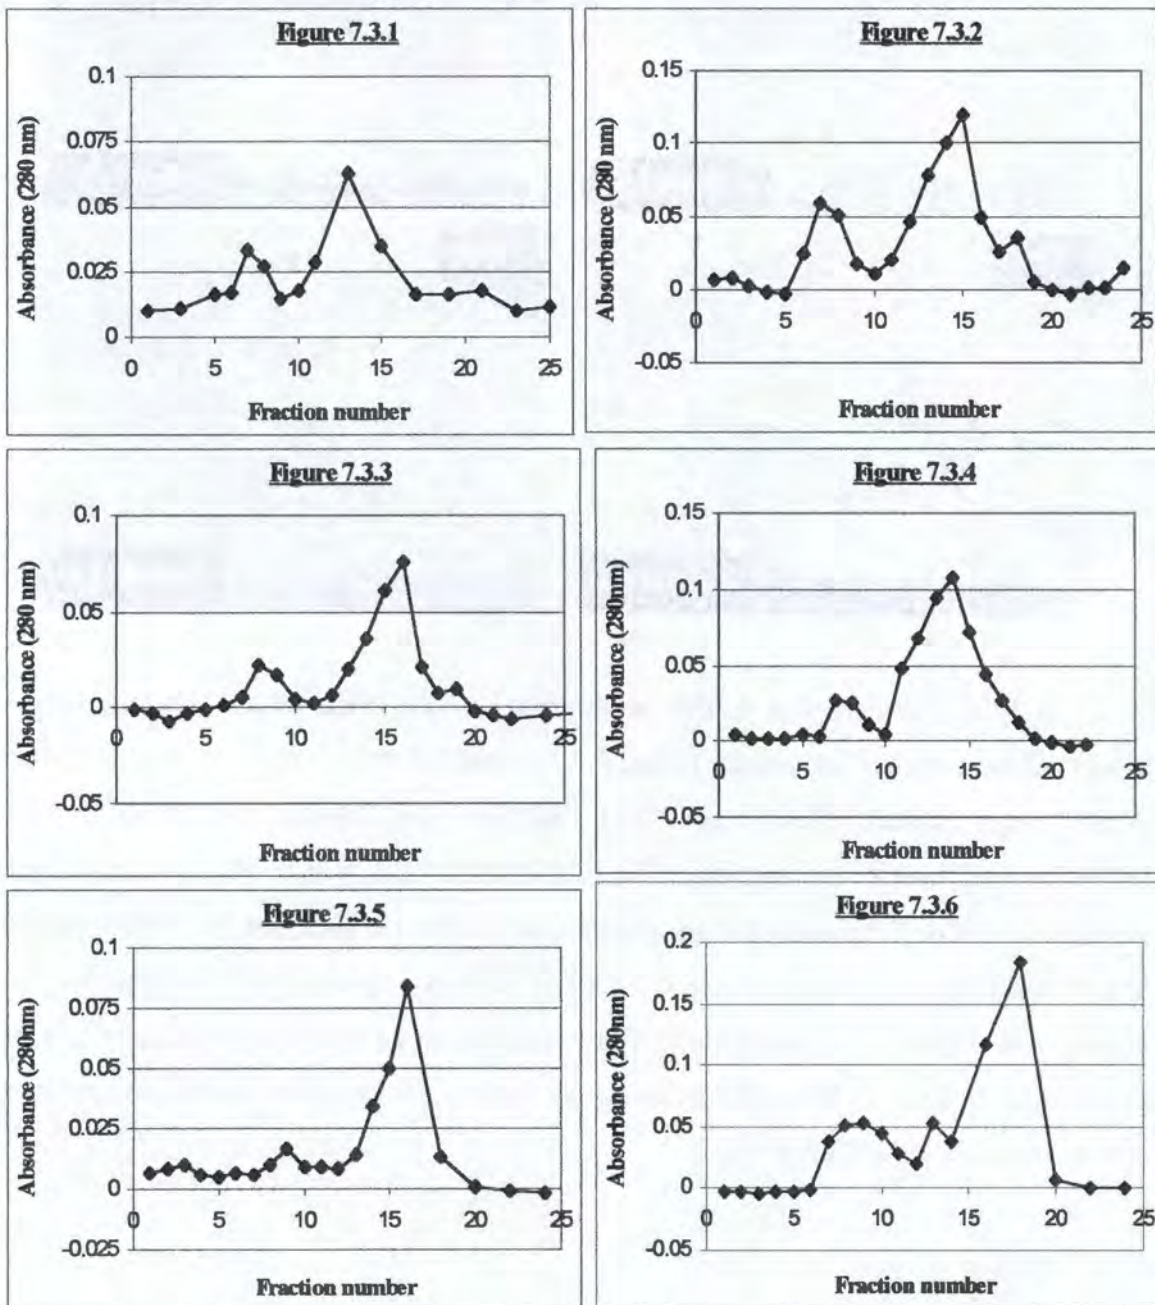 Figure 7.3.1
Absorbance (280 nm)
0.1
0.075
0.05
0.025
0
0 5 10 15 20 25
Fraction number
Figure 7.3.2
Absorbance (280 nm)
0.15
0.1
0.05
0
-0.05
0 5 10 15 20 25
Fraction number
Figure 7.3.3
Absorbance (280 nm)
0.1
0.05
0
-0.05
0 5 10 15 20 25
Fraction number
Figure 7.3.4
Absorbance (280nm)
0.15
0.1
0.05
0
-0.05
0 5 10 15 20 25
Fraction number
Figure 7.3.5
Absorbance (280nm)
0.1
0.075
0.05
0.025
0
-0.025
0 5 10 15 20 25
Fraction number
Figure 7.3.6
Absorbance (280nm)
0.2
0.15
0.1
0.05
0
-0.05
0 5 10 15 20 25
Fraction number